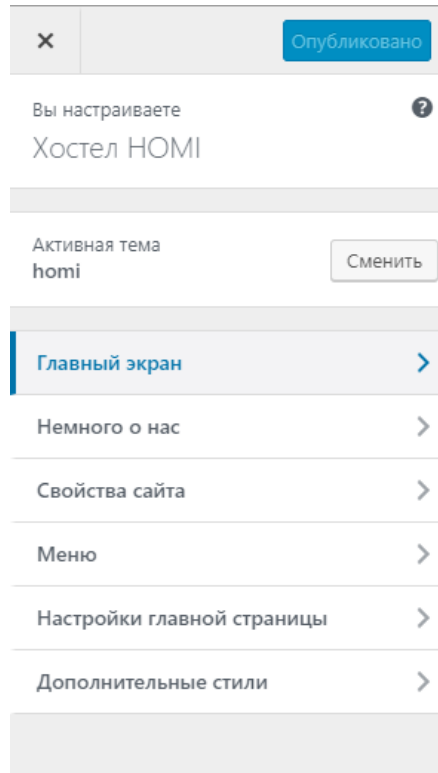 Опубликовано
Вы настраиваете
Хостел HOMI
Активная тема
homi
Сменить
Главный экран
Немного о нас
Свойства сайта
Меню
Настройки главной страницы
Дополнительные стили